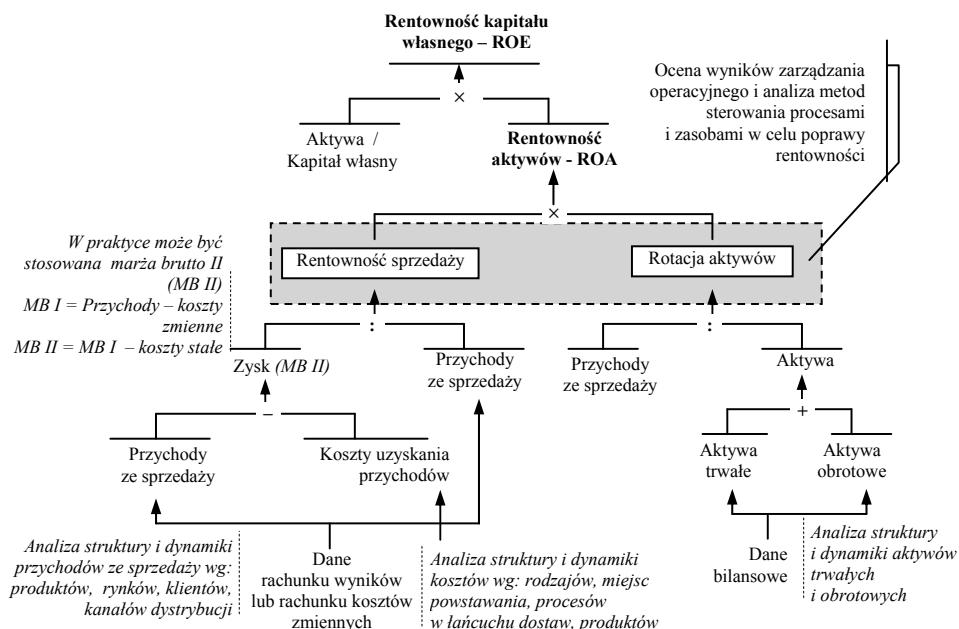 Rentowność kapitału
własnego – ROE
×
Aktywa /
Kapitał własny
Rentowność
aktywów - ROA
Ocena wyników zarządzania
operacyjnego i analiza metod
sterowania procesami
i zasobami w celu poprawy
rentowności
×
Rentowność sprzedaży
Rotacja aktywów
W praktyce może być
stosowana marża brutto II
(MB II)
MB I = Przychody – koszty
zmienne
MB II = MB I – koszty stałe
:
:
Zysk (MB II)
Przychody
ze sprzedaży
Przychody
ze sprzedaży
Aktywa
–
+
Przychody
ze sprzedaży
Koszty uzyskania
przychodów
Aktywa
trwałe
Aktywa
obrotowe
Analiza struktury i dynamiki
przychodów ze sprzedaży wg:
produktów, rynków, klientów,
kanałów dystrybucji
Dane
rachunku wyników
lub rachunku kosztów
zmiennych
Analiza struktury i dynamiki
kosztów wg: rodzajów, miejsc
powstawania, procesów
w łańcuchu dostaw, produktów
Dane
bilansowe
Analiza struktury
i dynamiki aktywów
trwałych
i obrotowych